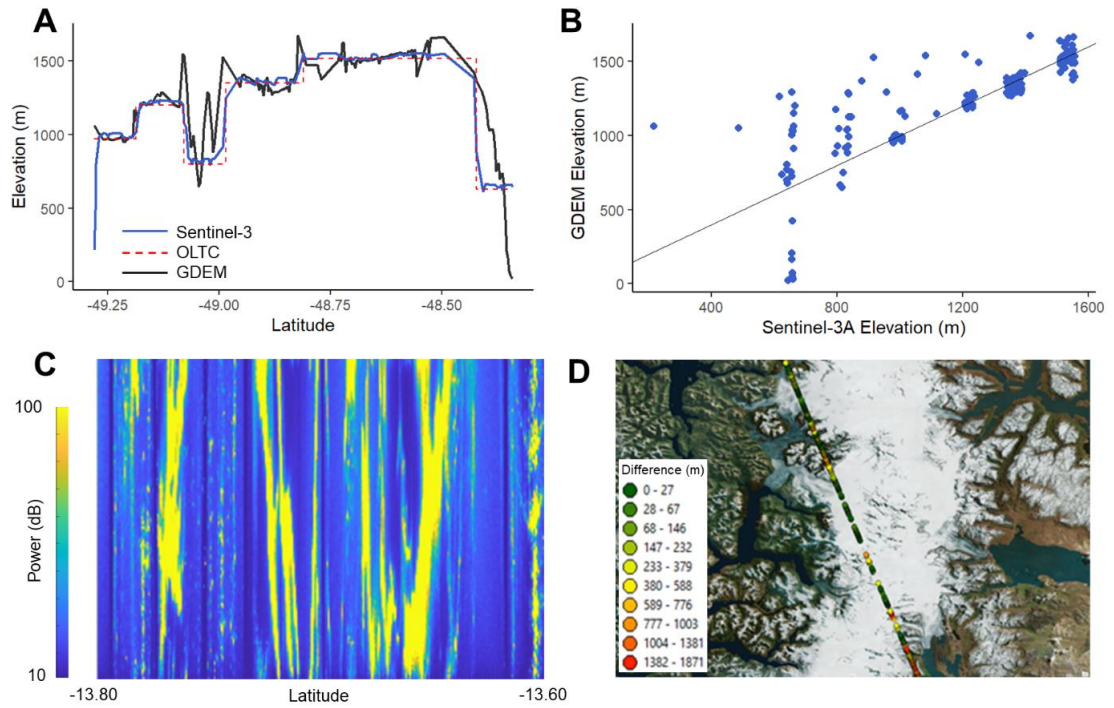 A
Elevation (m)
1500
1000
500
0
Sentinel-3
OLTC
GDEM
-49.25
-49.00
-48.75
-48.50
Latitude
B
GDEM Elevation (m)
1500
1000
500
0
400
800
1200
1600
Sentinel-3A Elevation (m)
C
100
Power (dB)
10
-13.80
Latitude
-13.60
D
Difference (m)
0 - 27
28 - 67
68 - 146
147 - 232
233 - 379
380 - 588
589 - 776
777 - 1003
1004 - 1381
1382 - 1871